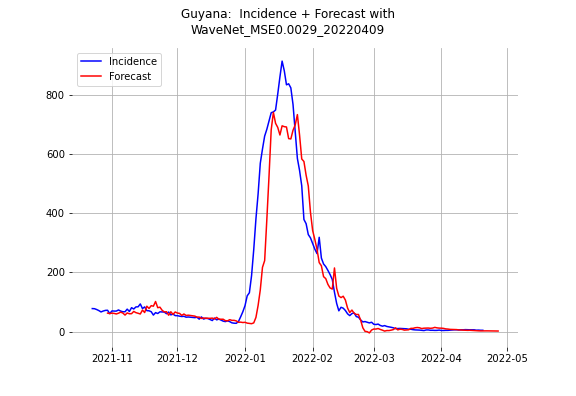 Guyana:  Incidence + Forecast with
WaveNet_MSE0.0029_20220409
Incidence
Forecast
800
600
400
200
0
2021-11 2021-12 2022-01 2022-02 2022-03 2022-04 2022-05